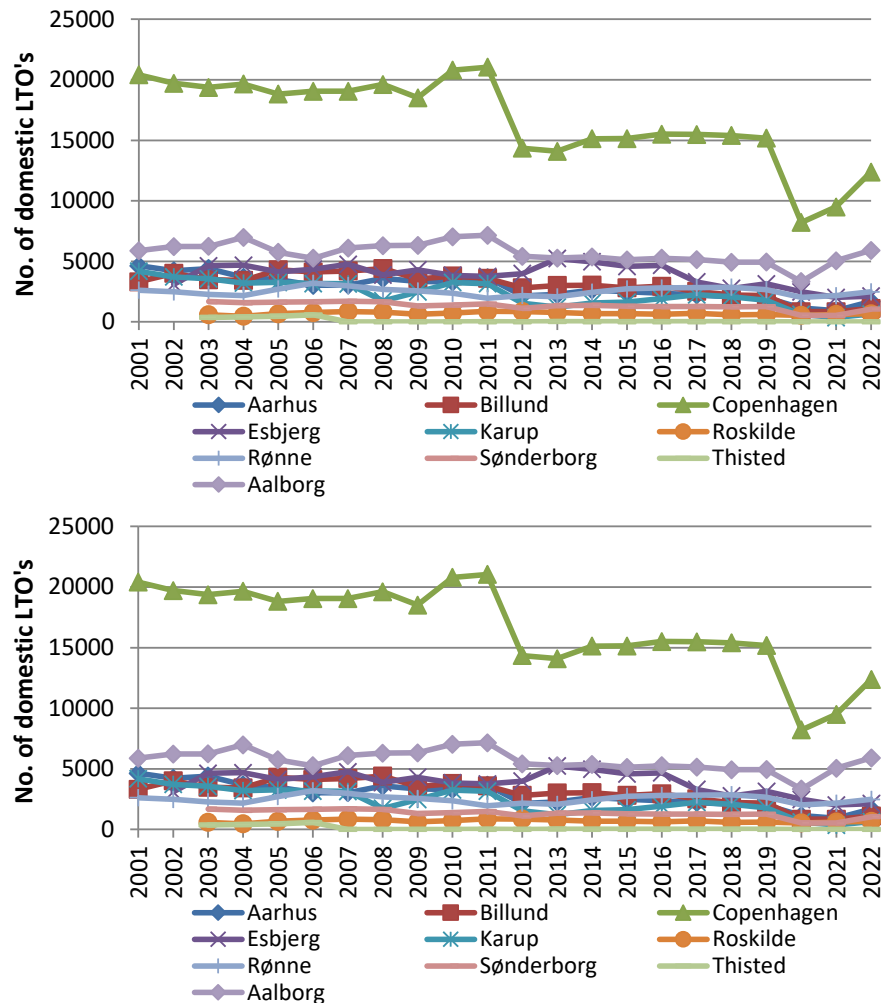 25000
20000
15000
10000
5000
0
No. of domestic LTO's
2001 2002 2003 2004 2005 2006 2007 2008 2009 2010 2011 2012 2013 2014 2015 2016 2017 2018 2019 2020 2021 2022
Aarhus Billund Copenhagen
Esbjerg Karup Roskilde
Rønne Sønderborg Thisted
Aalborg
25000
20000
15000
10000
5000
0
No. of domestic LTO's
2001 2002 2003 2004 2005 2006 2007 2008 2009 2010 2011 2012 2013 2014 2015 2016 2017 2018 2019 2020 2021 2022
Aarhus Billund Copenhagen
Esbjerg Karup Roskilde
Rønne Sønderborg Thisted
Aalborg